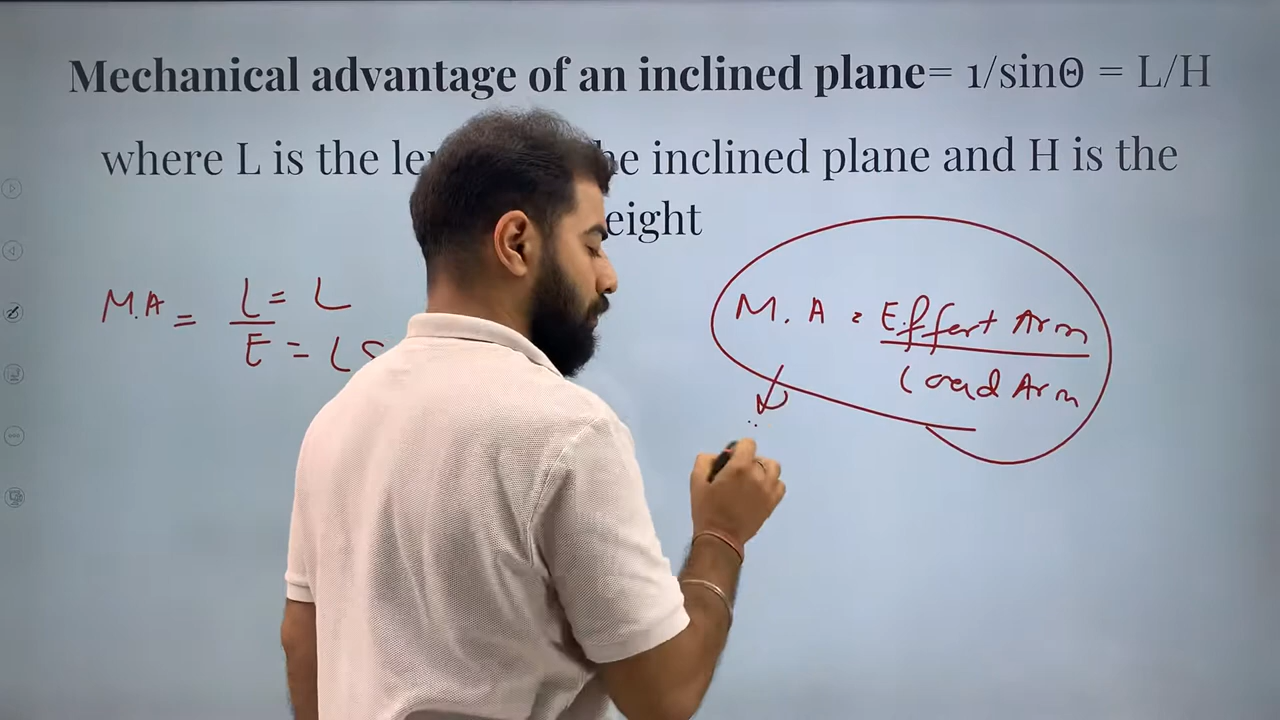 Mechanical advantage of an inclined plane= 1/sinΘ = L/H
where L is the le he inclined plane and H is the
eight
M.A = L = L
E = L S
M. A = Effort Arm
Load Arm